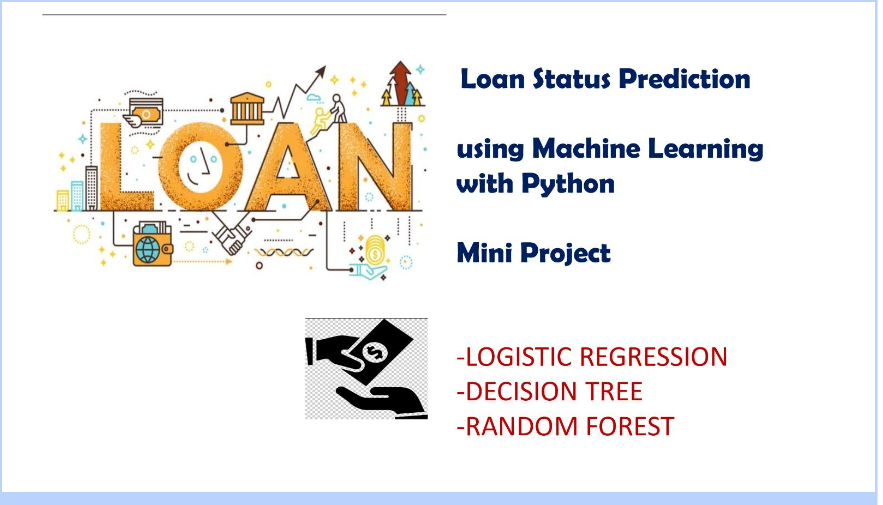 LOAN
Loan Status Prediction
using Machine Learning
with Python
Mini Project
$
$
-LOGISTIC REGRESSION
-DECISION TREE
-RANDOM FOREST